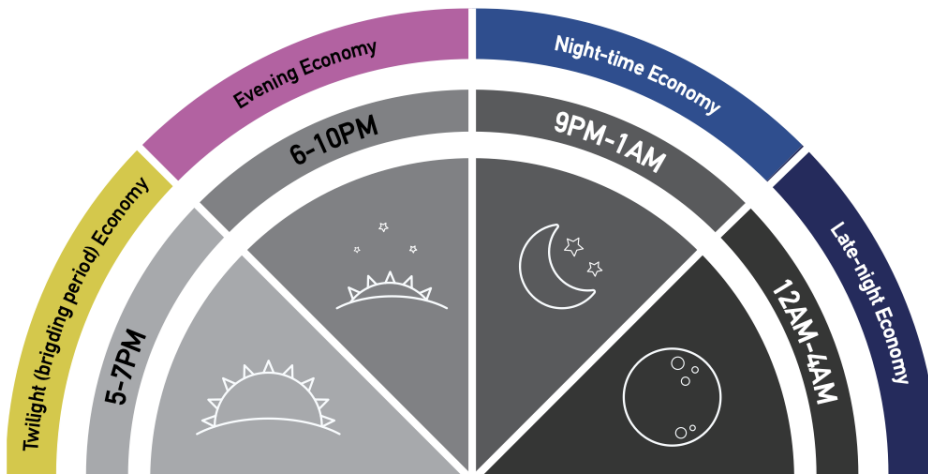 Twilight (brigding period) Economy
5-7PM
Evening Economy
6-10PM
Night-time Economy
9PM-1AM
Late-night Economy
12AM-4AM